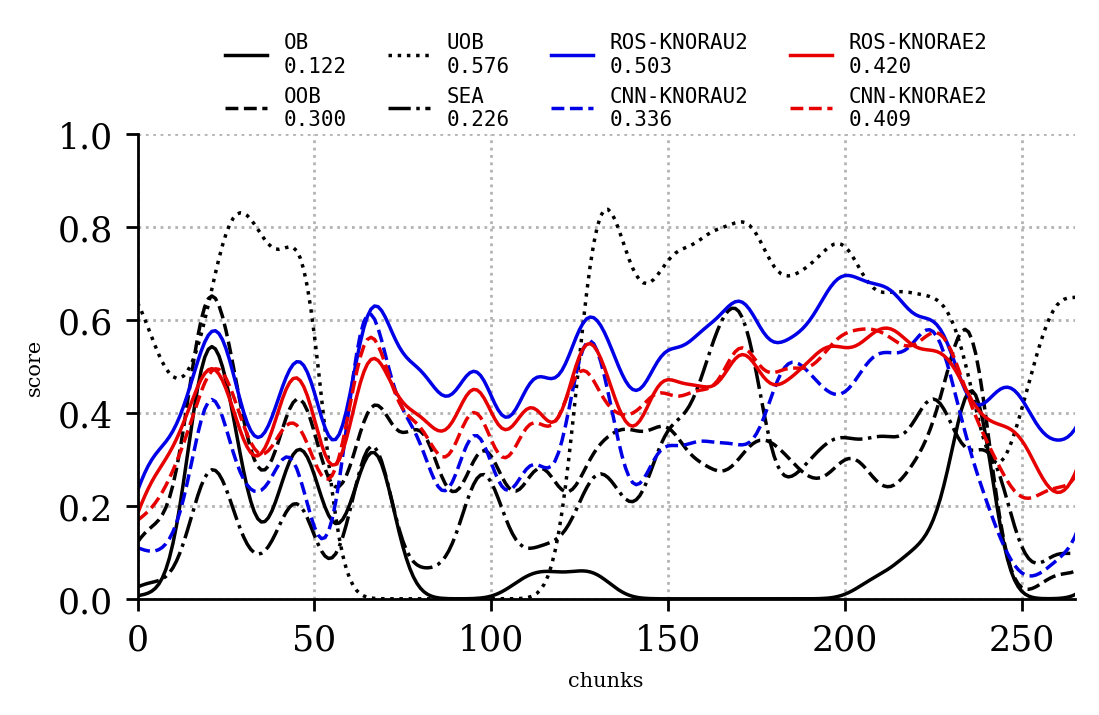 OB UOB ROS-KNORAU2 ROS-KNORAE2
0.122 0.576 0.503 0.420
OOB SEA CNN-KNORAU2 CNN-KNORAE2
0.300 0.226 0.336 0.409
1.0
0.8
0.6
0.4
0.2
0.0
score
0 50 100 150 200 250
chunks